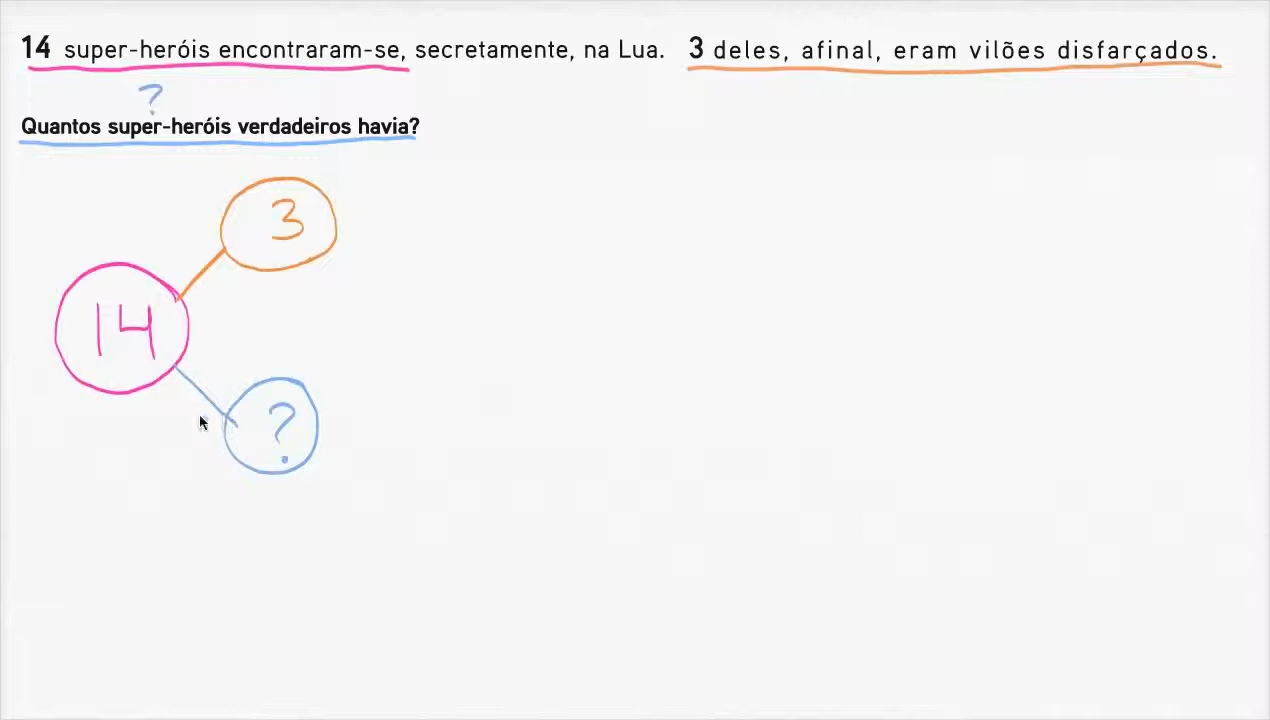 14 super-heróis encontraram-se, secretamente, na Lua. 3 deles, afinal, eram vilões disfarçados.
?
Quantos super-heróis verdadeiros havia?
3
14
?